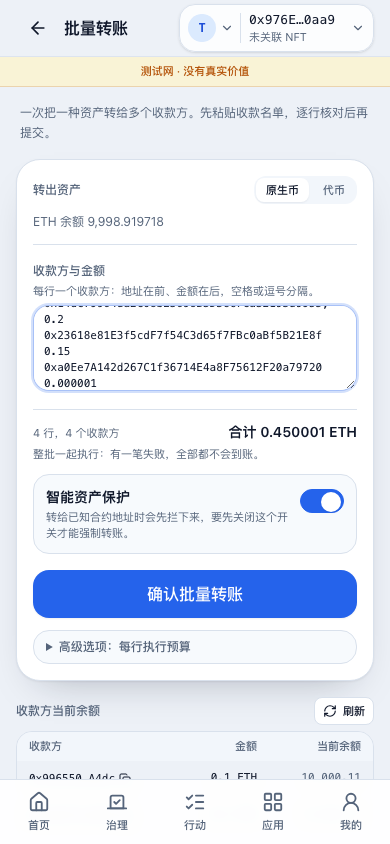 批量转账
T
0x976E…0aa9
未关联 NFT
测试网 · 没有真实价值
一次把一种资产转给多个收款方。先粘贴收款名单，逐行核对后再
提交。
转出资产
原生币
代币
ETH 余额 9,998.919718
收款方与金额
每行一个收款方：地址在前、金额在后，空格或逗号分隔。
0.2
0x23618e81E3f5cdF7f54C3d65f7FBc0aBf5B21E8f
0.15
0xa0Ee7A142d267C1f36714E4a8F75612F20a79720
0.000001
4 行，4 个收款方
合计 0.450001 ETH
整批一起执行：有一笔失败，全部都不会到账。
智能资产保护
转给已知合约地址时会先拦下来，要先关闭这个开
关才能强制转账。
确认批量转账
高级选项：每行执行预算
收款方当前余额
刷新
收款方
金额
当前余额
0x996550…A4dc
0.1 ETH
10,000.11
首页
治理
行动
应用
我的